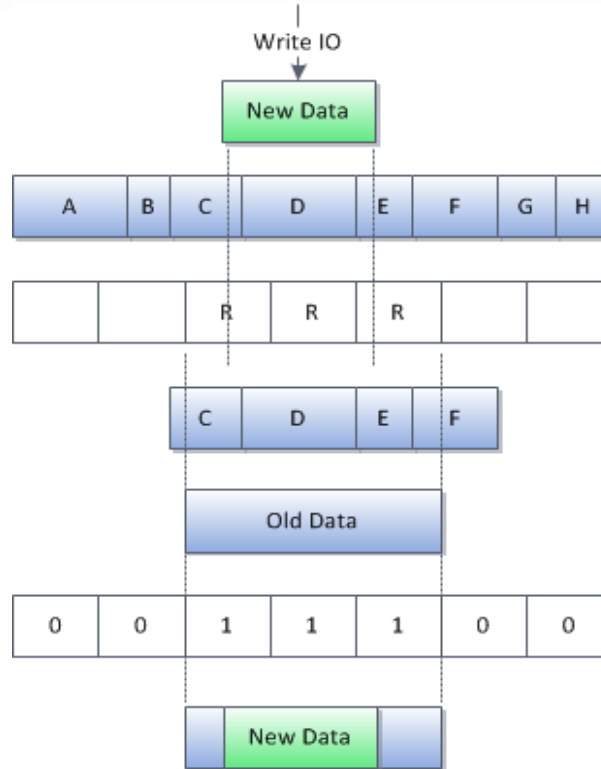 Write IO
New Data
A B C D E F G H
R R R
C D E F
Old Data
0 0 1 1 1 0 0
New Data